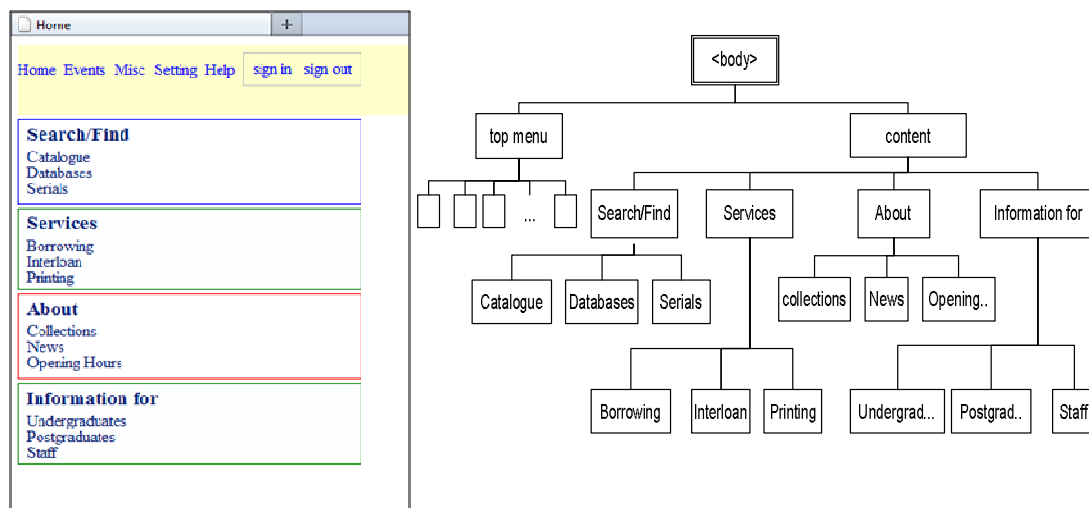 Home
+
Home Events Misc Setting Help sign in sign out
Search/Find
Catalogue
Databases
Serials
Services
Borrowing
Interloan
Printing
About
Collections
News
Opening Hours
Information for
Undergraduates
Postgraduates
Staff
<body>
top menu content
...
Search/Find Services About Information for
Catalogue Databases Serials collections News Opening..
Borrowing Interloan Printing Undergrad... Postgrad.. Staff